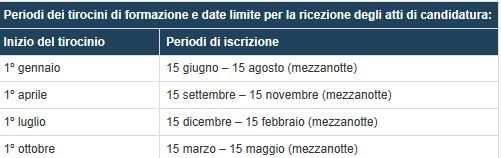 Periodi dei tirocini di formazione e date limite per la ricezione degli atti di candidatura:
Inizio del tirocinio Periodi di iscrizione
1° gennaio 15 giugno – 15 agosto (mezzanotte)
1° aprile 15 settembre – 15 novembre (mezzanotte)
1° luglio 15 dicembre – 15 febbraio (mezzanotte)
1° ottobre 15 marzo – 15 maggio (mezzanotte)